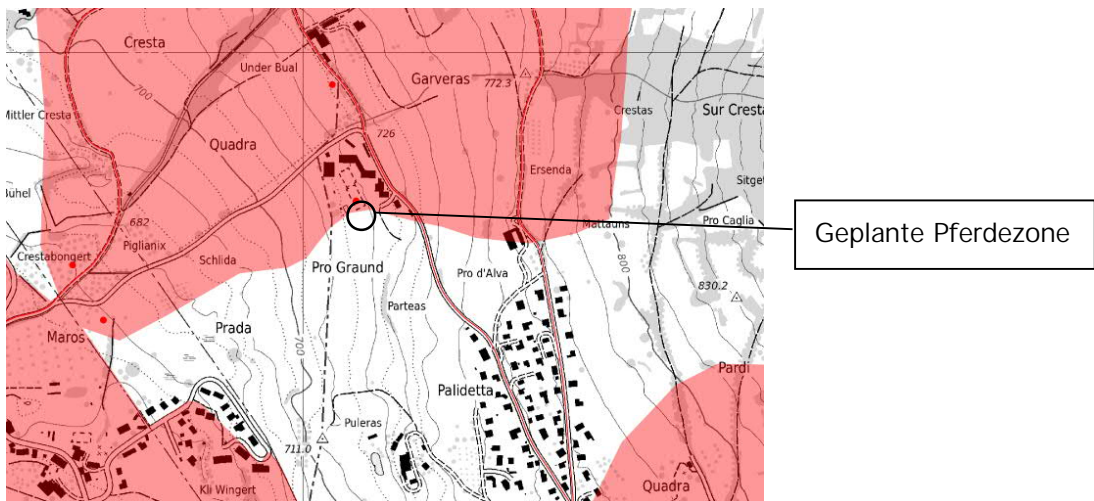 Cresta
Under Bual
Garveras
772.3
700
Crestas
Sur Cresta
Mittler Cresta
726
Quadra
Ersenda
Sitget
Buhel
682
Mattauns
Pro Caglia
Geplante Pferdezone
Piglianix
Crestabongert
Schlida
Pro Graund
Pro d'Alva
800
830.2
Parteas
Maros
Prada
700
Pardi
Palidetta
Puleras
711.0
Kli Wingert
Quadra